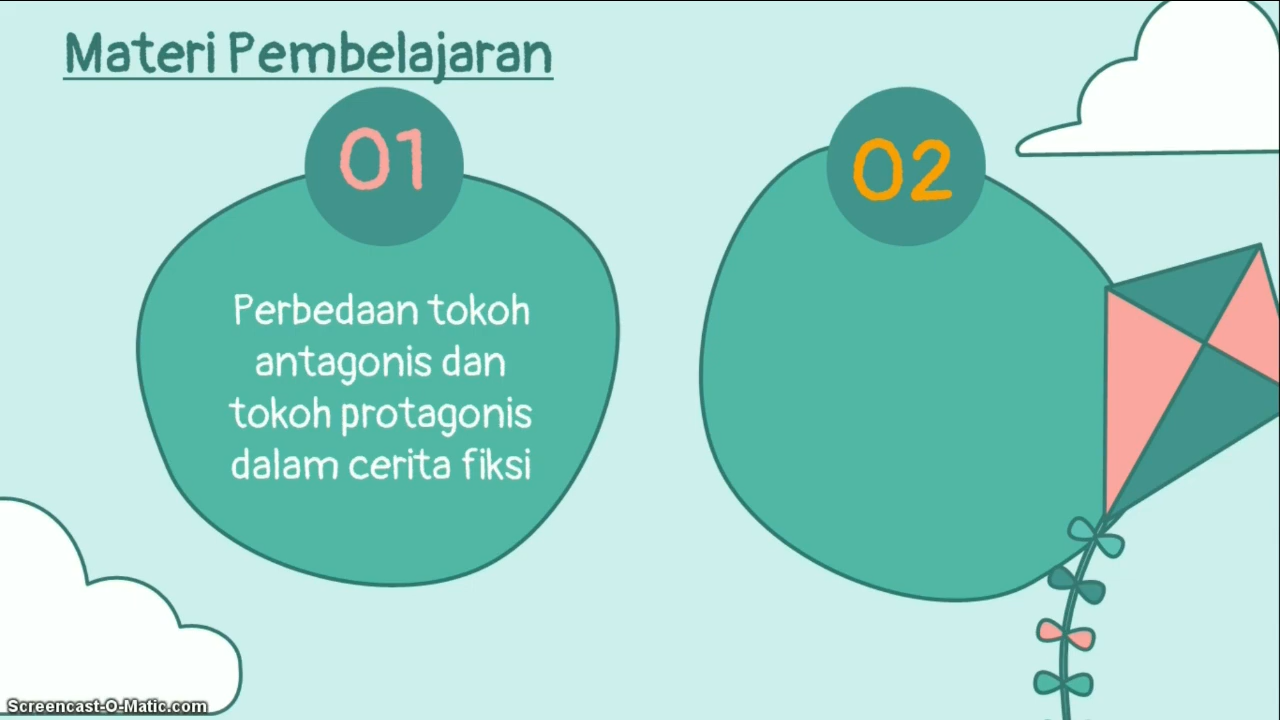 Materi Pembelajaran
01
Perbedaan tokoh
antagonis dan
tokoh protagonis
dalam cerita fiksi
02
Screencast-O-Matic.com